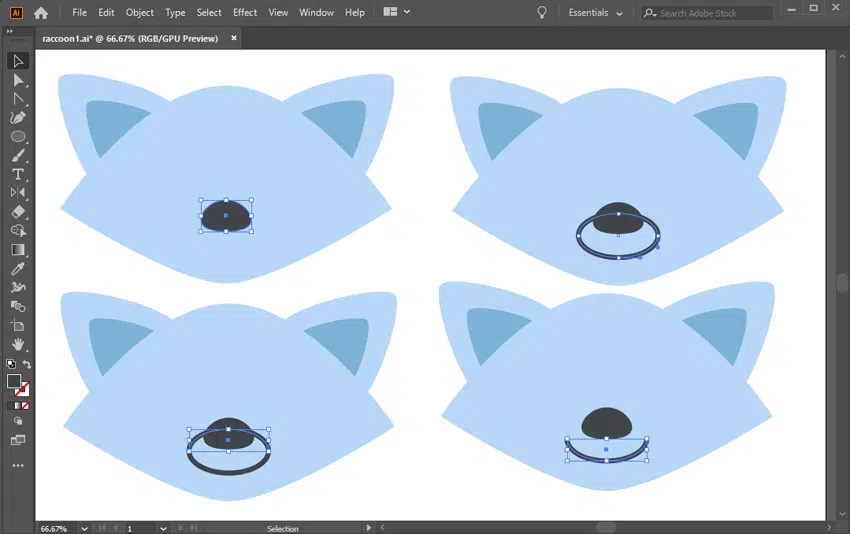 Ai File Edit Object Type Select Effect View Window Help Essentials Search Adobe Stock
raccoon1.ai* @ 66.67% (RGB/GPU Preview) ×
66.67% 1 Selection